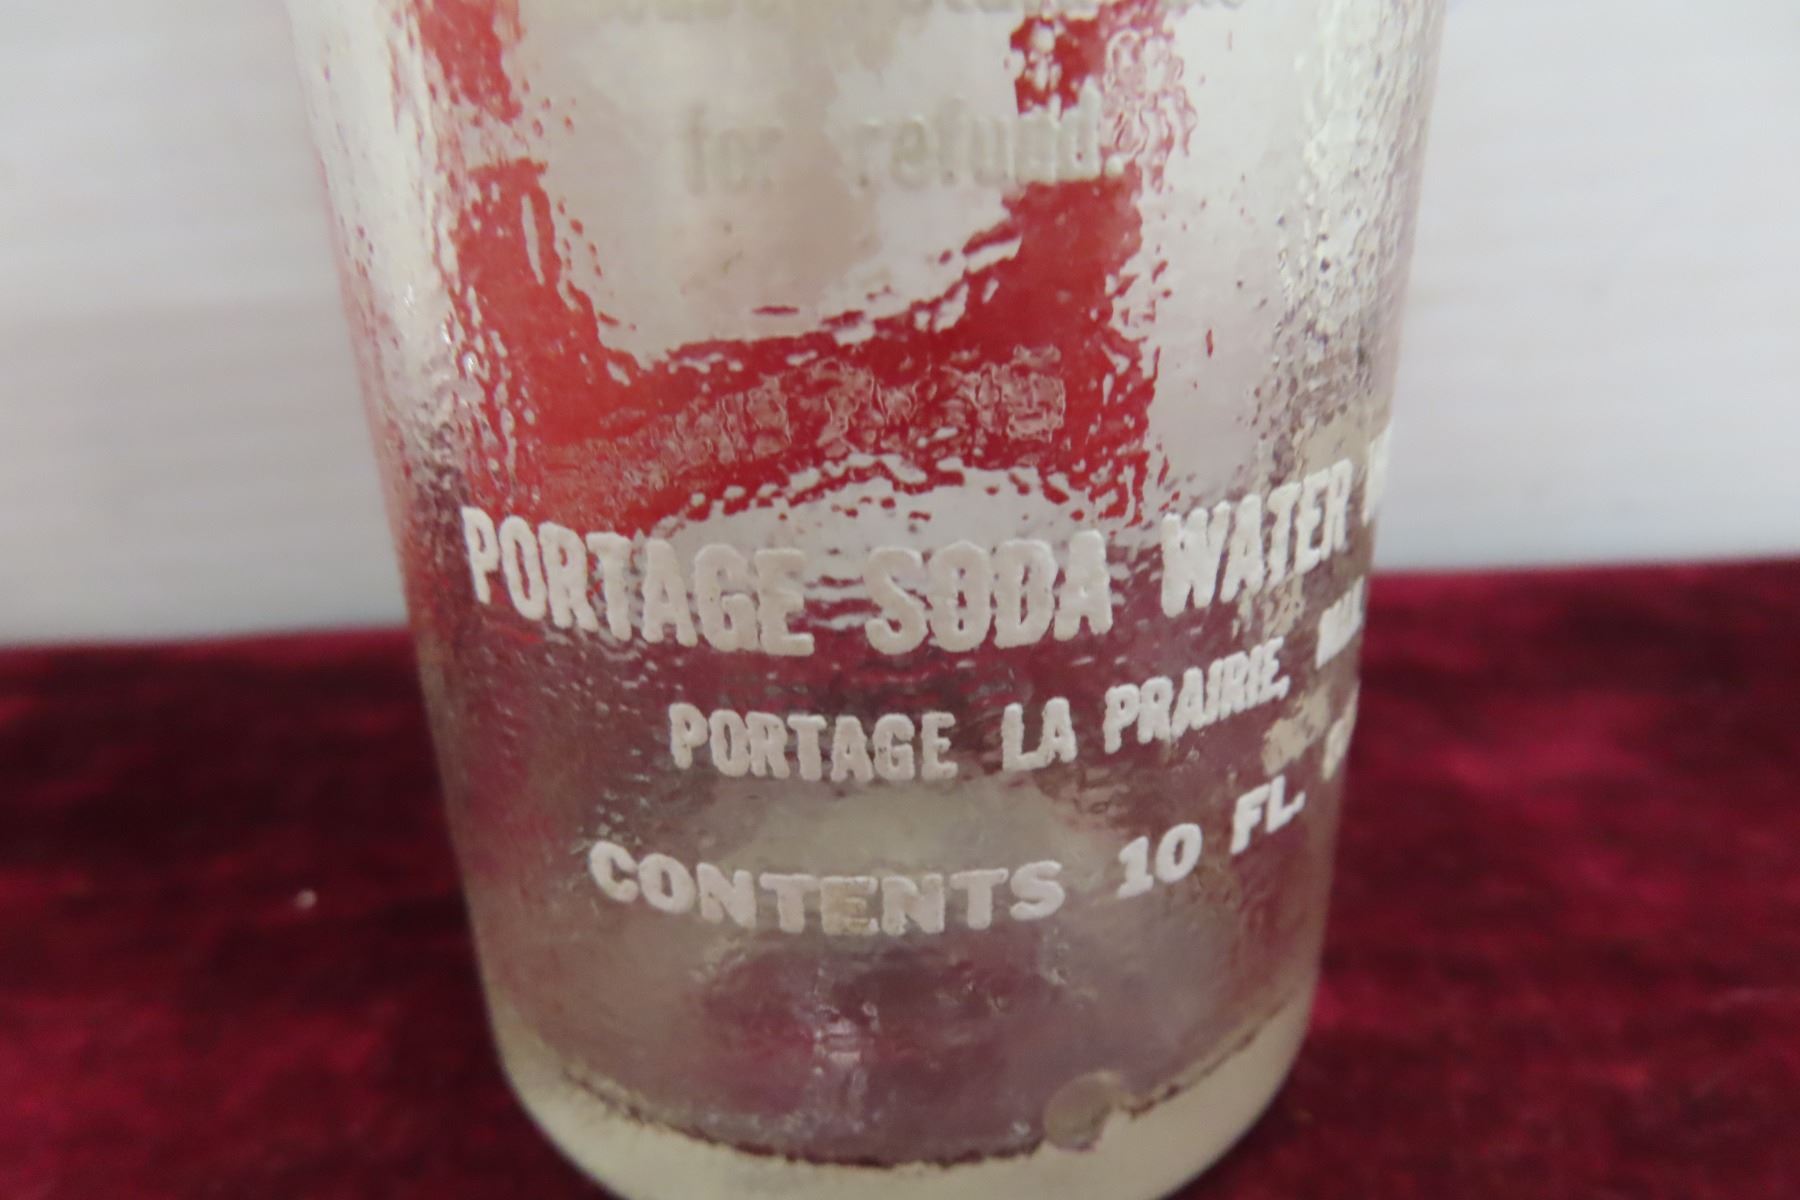 for refund.
PORTAGE SODA WATER
PORTAGE LA PRAIRIE,
CONTENTS 10 FL.